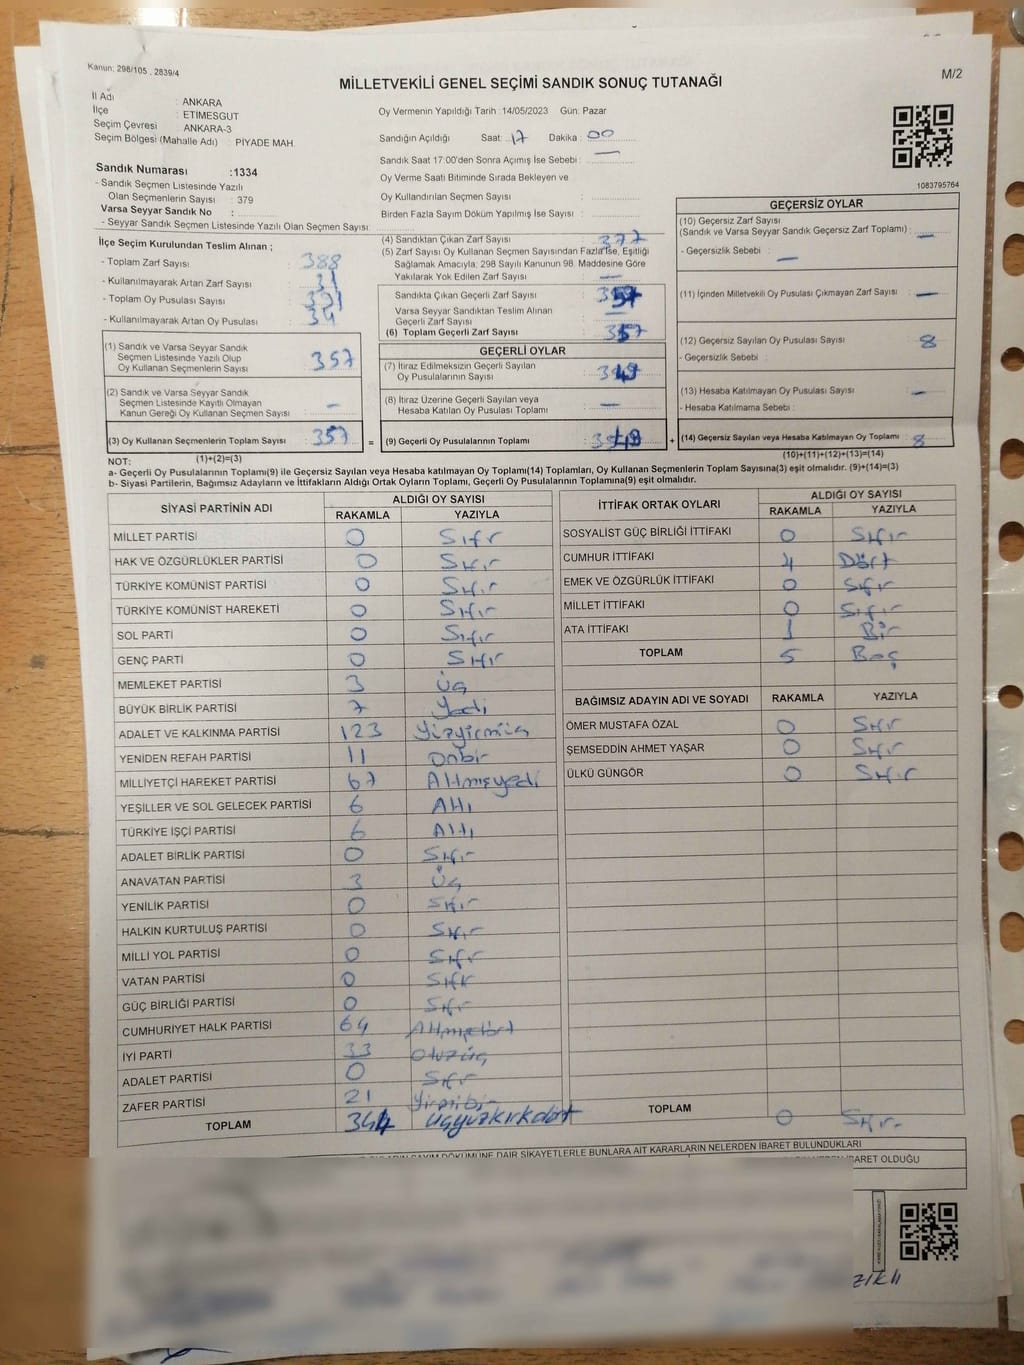 Kanun: 298/105 , 2839/4
M/2
MİLLETVEKİLİ GENEL SEÇİMİ SANDIK SONUÇ TUTANAĞI
İl Adı : ANKARA
İlçe : ETİMESGUT
Seçim Çevresi : ANKARA-3
Seçim Bölgesi (Mahalle Adı) : PİYADE MAH.
Sandık Numarası :1334
- Sandık Seçmen Listesinde Yazılı
Olan Seçmenlerin Sayısı : 379
Varsa Seyyar Sandık No :
- Seyyar Sandık Seçmen Listesinde Yazılı Olan Seçmen Sayısı:
Oy Vermenin Yapıldığı Tarih :14/05/2023 Gün: Pazar
Sandığın Açıldığı Saat: 17 Dakika : 00
Sandık Saat 17:00'den Sonra Açımış İse Sebebi : —
Oy Verme Saati Bitiminde Sırada Bekleyen ve
Oy Kullandırılan Seçmen Sayısı :
Birden Fazla Sayım Döküm Yapılmış İse Sayısı :
1083795764
İlçe Seçim Kurulundan Teslim Alınan ;
- Toplam Zarf Sayısı : 388
- Kullanılmayarak Artan Zarf Sayısı : 31
- Toplam Oy Pusulası Sayısı :
- Kullanılmayarak Artan Oy Pusulası : 34
(1) Sandık ve Varsa Seyyar Sandık
Seçmen Listesinde Yazılı Olup
Oy Kullanan Seçmenlerin Sayısı : 357
(2) Sandık ve Varsa Seyyar Sandık
Seçmen Listesinde Kayıtlı Olmayan
Kanun Gereği Oy Kullanan Seçmen Sayısı : —
(3) Oy Kullanan Seçmenlerin Toplam Sayısı : 357 =
(1)+(2)=(3)
(4) Sandıktan Çıkan Zarf Sayısı : 377
(5) Zarf Sayısı Oy Kullanan Seçmen Sayısından Fazla İse, Eşitliği
Sağlamak Amacıyla; 298 Sayılı Kanunun 98. Maddesine Göre
Yakılarak Yok Edilen Zarf Sayısı : —
Sandıkta Çıkan Geçerli Zarf Sayısı : 357
Varsa Seyyar Sandıktan Teslim Alınan
Geçerli Zarf Sayısı : —
(6) Toplam Geçerli Zarf Sayısı : 357
GEÇERLİ OYLAR
(7) İtiraz Edilmeksizin Geçerli Sayılan
Oy Pusulalarının Sayısı : 349
(8) İtiraz Üzerine Geçerli Sayılan veya
Hesaba Katılan Oy Pusulası Toplamı : —
(9) Geçerli Oy Pusulalarının Toplamı : 349 +
GEÇERSİZ OYLAR
(10) Geçersiz Zarf Sayısı
(Sandık ve Varsa Seyyar Sandık Geçersiz Zarf Toplamı) : —
- Geçersizlik Sebebi : —
(11) İçinden Milletvekili Oy Pusulası Çıkmayan Zarf Sayısı : —
(12) Geçersiz Sayılan Oy Pusulası Sayısı : 8
- Geçersizlik Sebebi :
(13) Hesaba Katılmayan Oy Pusulası Sayısı : —
- Hesaba Katılmama Sebebi :
(14) Geçersiz Sayılan veya Hesaba Katılmayan Oy Toplamı : 8
(10)+(11)+(12)+(13)=(14)
NOT:
a- Geçerli Oy Pusulalarının Toplamı(9) ile Geçersiz Sayılan veya Hesaba katılmayan Oy Toplamı(14) Toplamları, Oy Kullanan Seçmenlerin Toplam Sayısına(3) eşit olmalıdır. (9)+(14)=(3)
b- Siyasi Partilerin, Bağımsız Adayların ve İttifakların Aldığı Ortak Oyların Toplamı, Geçerli Oy Pusulalarının Toplamına(9) eşit olmalıdır.
SİYASİ PARTİNİN ADI ALDIĞI OY SAYISI
RAKAMLA YAZIYLA
MİLLET PARTİSİ 0 Sıfır
HAK VE ÖZGÜRLÜKLER PARTİSİ 0 Sıfır
TÜRKİYE KOMÜNİST PARTİSİ 0 Sıfır
TÜRKİYE KOMÜNİST HAREKETİ 0 Sıfır
SOL PARTİ 0 Sıfır
GENÇ PARTİ 0 Sıfır
MEMLEKET PARTİSİ 3 Üç
BÜYÜK BİRLİK PARTİSİ 7 Yedi
ADALET VE KALKINMA PARTİSİ 123 Yüzyirmiüç
YENİDEN REFAH PARTİSİ 11 Onbir
MİLLİYETÇİ HAREKET PARTİSİ 67 Altmışyedi
YEŞİLLER VE SOL GELECEK PARTİSİ 6 Altı
TÜRKİYE İŞÇİ PARTİSİ 6 Altı
ADALET BİRLİK PARTİSİ 0 Sıfır
ANAVATAN PARTİSİ 3 Üç
YENİLİK PARTİSİ 0 Sıfır
HALKIN KURTULUŞ PARTİSİ 0 Sıfır
MİLLİ YOL PARTİSİ 0 Sıfır
VATAN PARTİSİ 0 Sıfır
GÜÇ BİRLİĞİ PARTİSİ 0 Sıfır
CUMHURİYET HALK PARTİSİ 64 Altmışdört
İYİ PARTİ 33 Otuzüç
ADALET PARTİSİ 0 Sıfır
ZAFER PARTİSİ 21 Yirmibir
TOPLAM 344 Üçyüzkırkdört
İTTİFAK ORTAK OYLARI ALDIĞI OY SAYISI
RAKAMLA YAZIYLA
SOSYALİST GÜÇ BİRLİĞİ İTTİFAKI 0 Sıfır
CUMHUR İTTİFAKI 4 Dört
EMEK VE ÖZGÜRLÜK İTTİFAKI 0 Sıfır
MİLLET İTTİFAKI 0 Sıfır
ATA İTTİFAKI 1 Bir
TOPLAM 5 Beş
BAĞIMSIZ ADAYIN ADI VE SOYADI RAKAMLA YAZIYLA
ÖMER MUSTAFA ÖZAL 0 Sıfır
ŞEMSEDDİN AHMET YAŞAR 0 Sıfır
ÜLKÜ GÜNGÖR 0 Sıfır
TOPLAM 0 Sıfır
SAYIM DÖKÜMÜNE DAİR ŞİKAYETLERLE BUNLARA AİT KARARLARIN NELERDEN İBARET BULUNDUKLARI
İBARET OLDUĞU